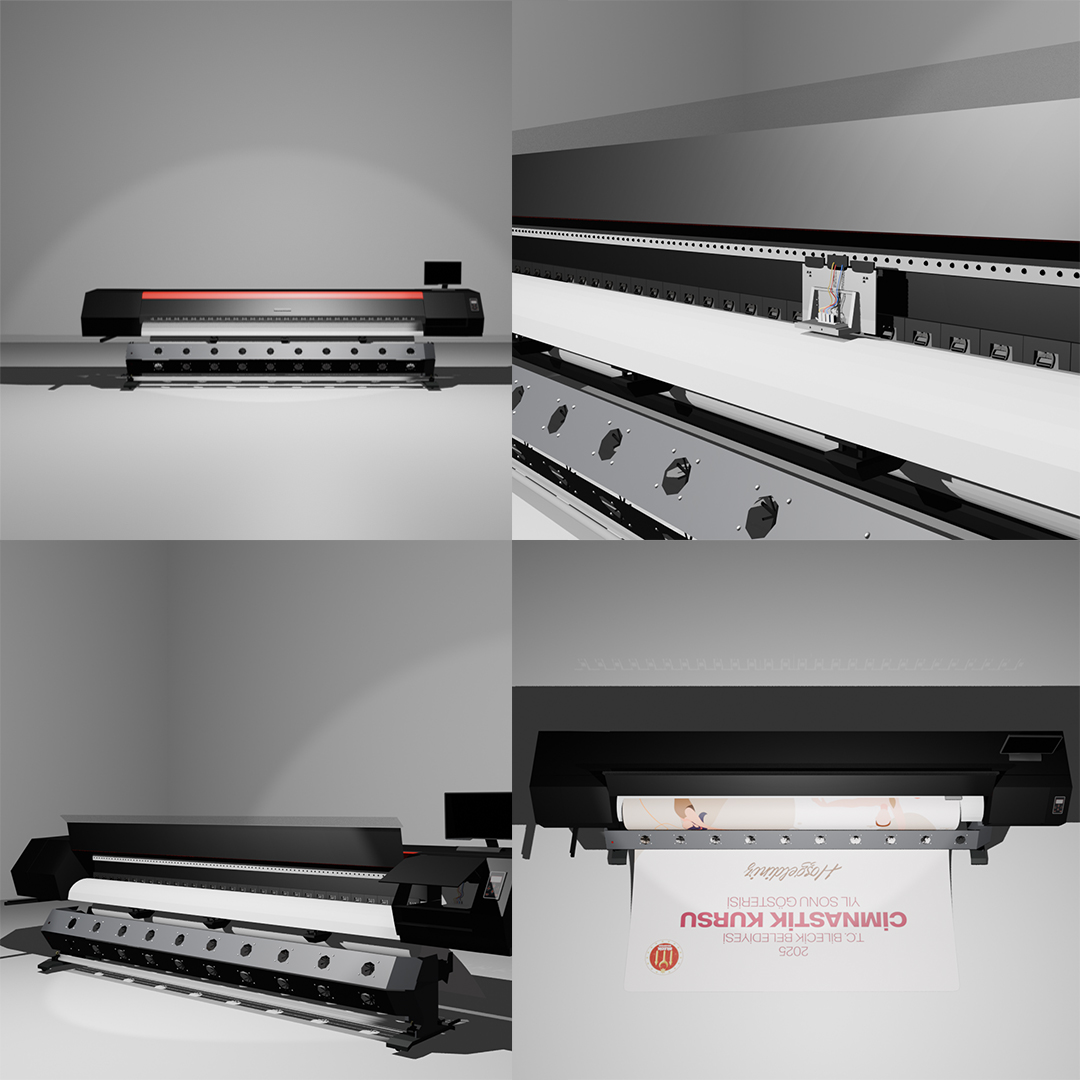 2025
T.C. BİLECİK BELEDİYESİ
CİMNASTİK KURSU
YIL SONU GÖSTERİSİ
Hoşgeldiniz